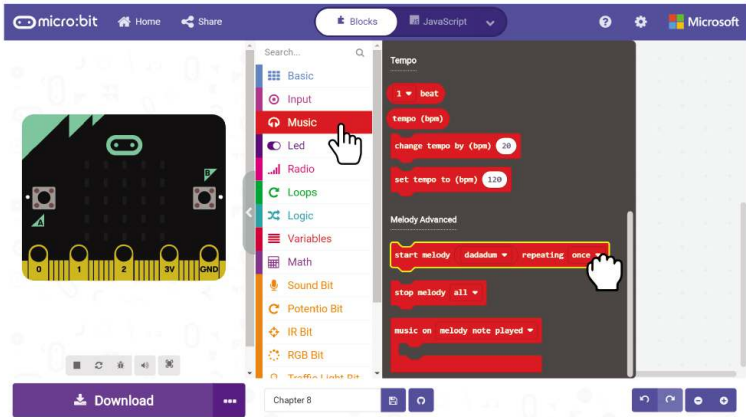 micro:bit Home Share Blocks JavaScript Microsoft
Search...
Basic
Input
Music
Led
Radio
Loops
Logic
Variables
Math
Sound Bit
Potentio Bit
IR Bit
RGB Bit
Traffic Light Bit
Tempo
1 beat
tempo (bpm)
change tempo by (bpm) 20
set tempo to (bpm) 120
Melody Advanced
start melody dadadum repeating once
stop melody all
music on melody note played
B
A
0 1 2 3V GND
Download
Chapter 8